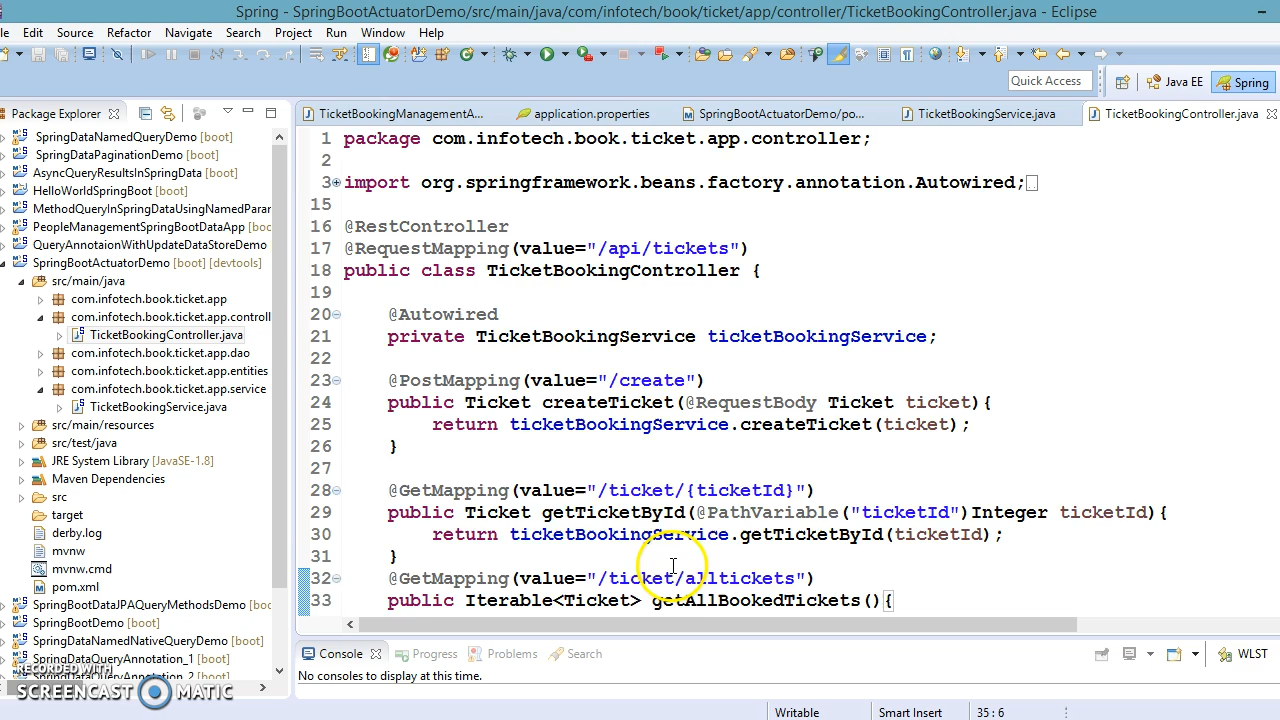 Spring - SpringBootActuatorDemo/src/main/java/com/infotech/book/ticket/app/controller/TicketBookingController.java - Eclipse
Edit Source Refactor Navigate Search Project Run Window Help
Quick Access
Java EE
Spring
Package Explorer
SpringDataNamedQueryDemo [boot]
SpringDataPaginationDemo [boot]
AsyncQueryResultsInSpringData [boot]
HelloWorldSpringBoot [boot]
MethodQueryInSpringDataUsingNamedParar
PeopleManagementSpringBootDataApp [boo
QueryAnnotaionWithUpdateDataStoreDemo
SpringBootActuatorDemo [boot] [devtools]
src/main/java
com.infotech.book.ticket.app
com.infotech.book.ticket.app.controll
TicketBookingController.java
com.infotech.book.ticket.app.dao
com.infotech.book.ticket.app.entities
com.infotech.book.ticket.app.service
TicketBookingService.java
src/main/resources
src/test/java
JRE System Library [JavaSE-1.8]
Maven Dependencies
src
target
derby.log
mvnw
mvnw.cmd
pom.xml
SpringBootDataJPAQueryMethodsDemo [boo
SpringBootDemo [boot]
SpringDataNamedNativeQueryDemo [boot]
SpringDataQueryAnnotation_1 [boot]
RECORDED WITH
SCREENCAST MATIC
TicketBookingManagementA... application.properties SpringBootActuatorDemo/po... TicketBookingService.java TicketBookingController.java
1 package com.infotech.book.ticket.app.controller;
2
3 import org.springframework.beans.factory.annotation.Autowired;
15
16 @RestController
17 @RequestMapping(value="/api/tickets")
18 public class TicketBookingController {
19
20 @Autowired
21 private TicketBookingService ticketBookingService;
22
23 @PostMapping(value="/create")
24 public Ticket createTicket(@RequestBody Ticket ticket){
25 return ticketBookingService.createTicket(ticket);
26 }
27
28 @GetMapping(value="/ticket/{ticketId}")
29 public Ticket getTicketById(@PathVariable("ticketId")Integer ticketId){
30 return ticketBookingService.getTicketById(ticketId);
31 }
32 @GetMapping(value="/ticket/alltickets")
33 public Iterable<Ticket> getAllBookedTickets(){
Console Progress Problems Search
WLST
No consoles to display at this time.
Writable Smart Insert 35 : 6